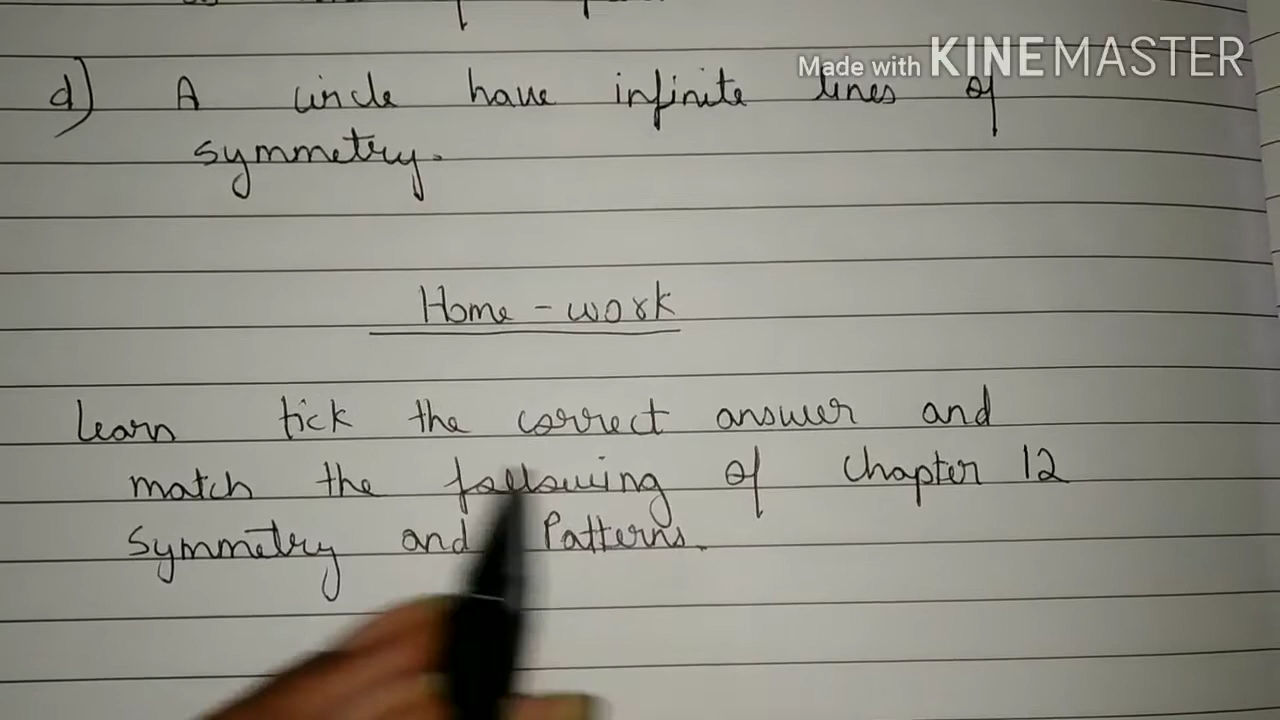 Made with KINEMASTER
d) A circle have infinite lines of
symmetry.
Home - work
Learn tick the correct answer and
match the following of Chapter 12
Symmetry and Patterns.